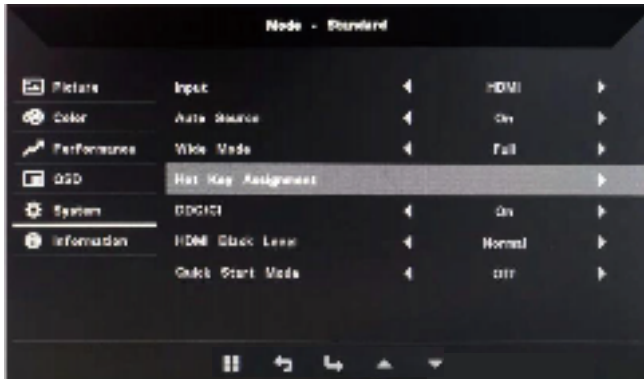 Mode - Standard
Picture
Input
HDMI
Color
Auto Source
On
Performance
Wide Mode
Full
OSD
Hot Key Assignment
System
DDC/CI
On
Information
HDMI Black Level
Normal
Quick Start Mode
Off